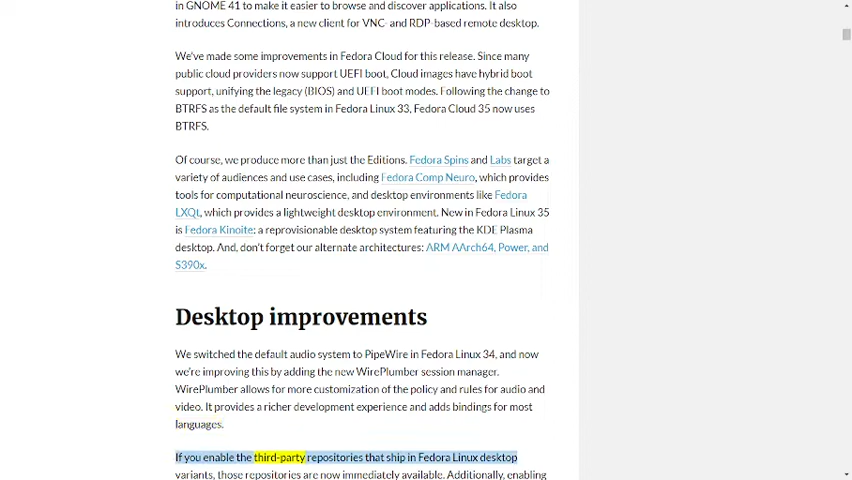 in GNOME 41 to make it easier to browse and discover applications. It also
introduces Connections, a new client for VNC- and RDP-based remote desktop.
We've made some improvements in Fedora Cloud for this release. Since many
public cloud providers now support UEFI boot, Cloud images have hybrid boot
support, unifying the legacy (BIOS) and UEFI boot modes. Following the change to
BTRFS as the default file system in Fedora Linux 33, Fedora Cloud 35 now uses
BTRFS.
Of course, we produce more than just the Editions. Fedora Spins and Labs target a
variety of audiences and use cases, including Fedora Comp Neuro, which provides
tools for computational neuroscience, and desktop environments like Fedora
LXQt, which provides a lightweight desktop environment. New in Fedora Linux 35
is Fedora Kinoite: a reprovisionable desktop system featuring the KDE Plasma
desktop. And, don't forget our alternate architectures: ARM AArch64, Power, and
S390x.
Desktop improvements
We switched the default audio system to PipeWire in Fedora Linux 34, and now
we're improving this by adding the new WirePlumber session manager.
WirePlumber allows for more customization of the policy and rules for audio and
video. It provides a richer development experience and adds bindings for most
languages.
If you enable the third-party repositories that ship in Fedora Linux desktop
variants, those repositories are now immediately available. Additionally, enabling